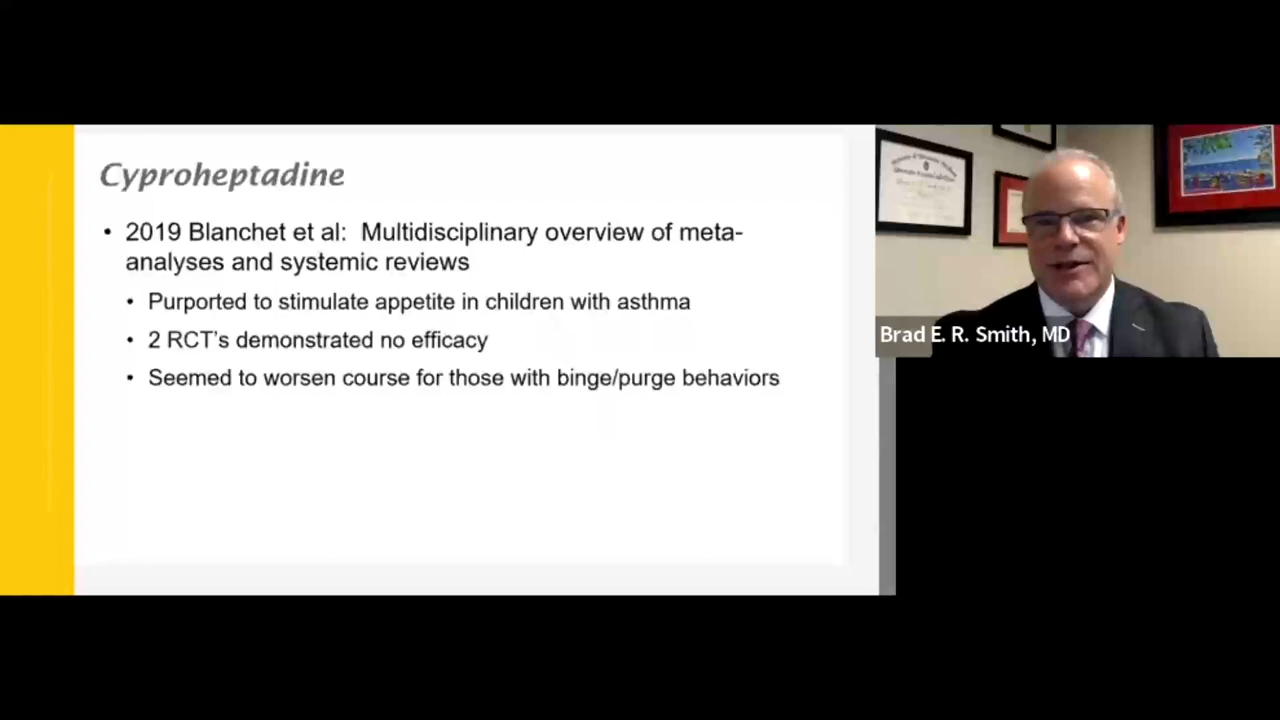 Cyproheptadine
• 2019 Blanchet et al:  Multidisciplinary overview of meta-
analyses and systemic reviews
• Purported to stimulate appetite in children with asthma
• 2 RCT's demonstrated no efficacy
• Seemed to worsen course for those with binge/purge behaviors
Brad E. R. Smith, MD